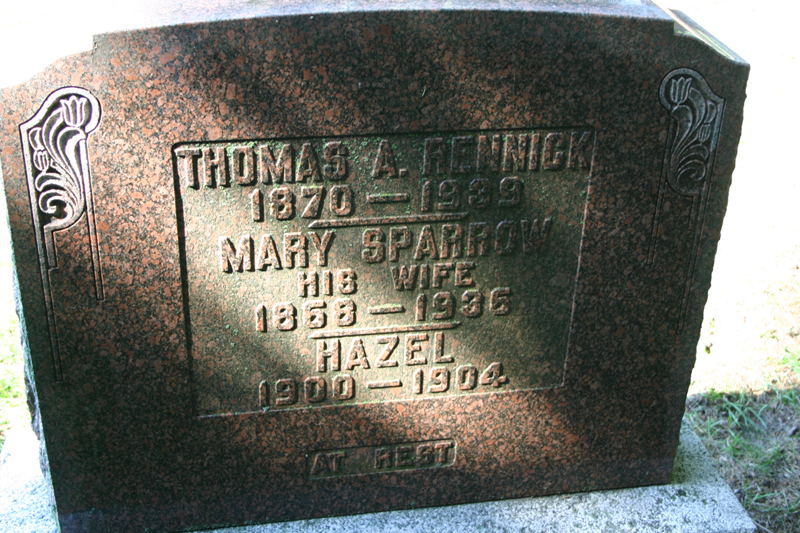 THOMAS A. RENNICK
1870 — 1939
MARY SPARROW
HIS WIFE
1868 — 1936
HAZEL
1900 — 1904
AT REST